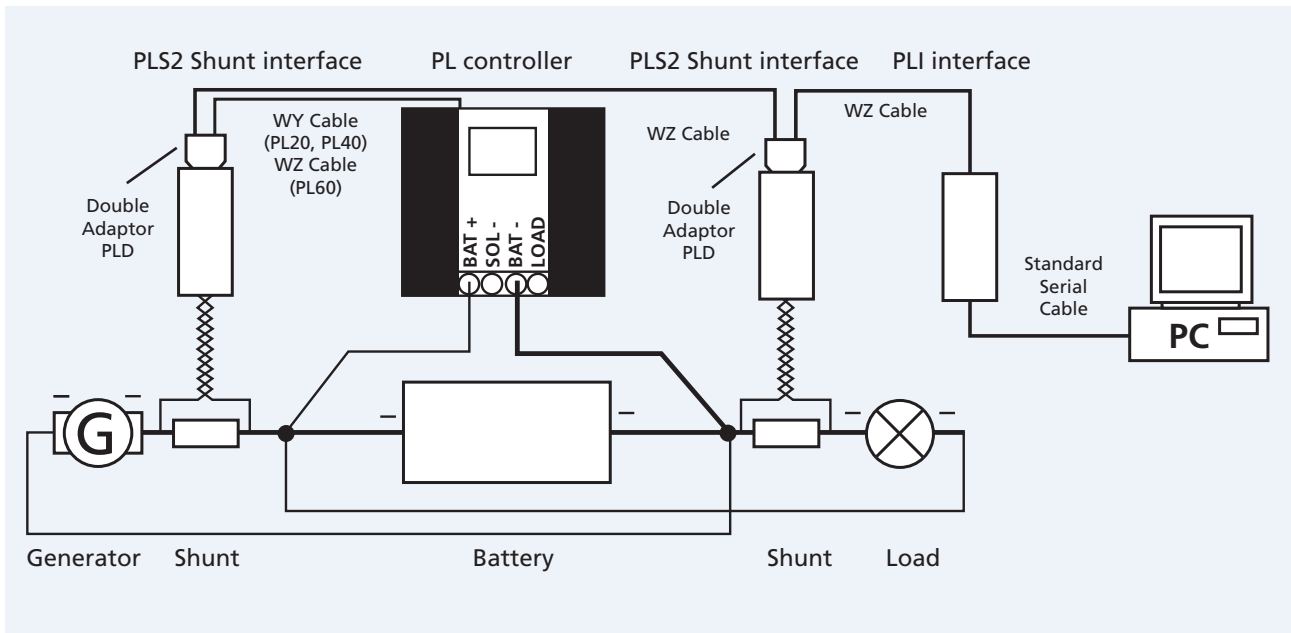 PLS2 Shunt interface
PL controller
PLS2 Shunt interface
PLI interface
WY Cable
(PL20, PL40)
WZ Cable
(PL60)
WZ Cable
WZ Cable
Double
Adaptor
PLD
BAT +
SOL -
BAT -
LOAD
Double
Adaptor
PLD
Standard
Serial
Cable
PC
– –
–
–
– –
G
Generator
Shunt
Battery
Shunt
Load